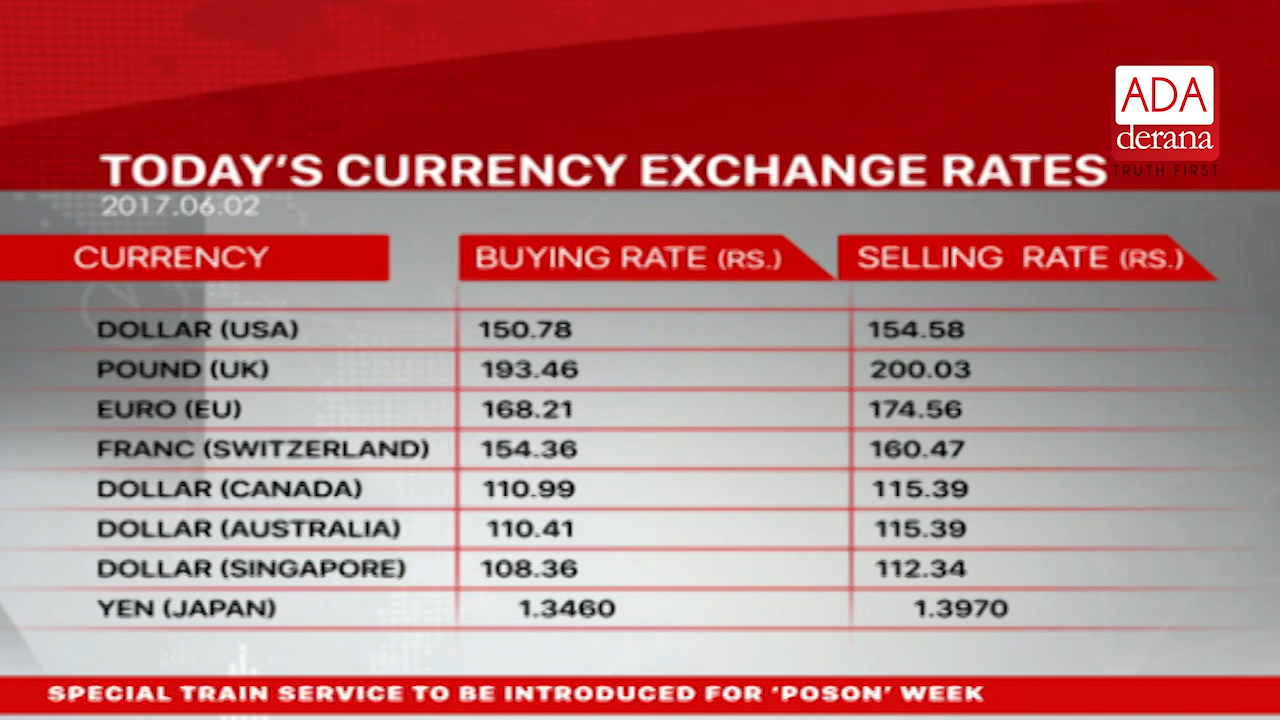 ADA
derana
TRUTH FIRST
TODAY'S CURRENCY EXCHANGE RATES
2017.06.02
CURRENCY BUYING RATE (RS.) SELLING RATE (RS.)
DOLLAR (USA) 150.78 154.58
POUND (UK) 193.46 200.03
EURO (EU) 168.21 174.56
FRANC (SWITZERLAND) 154.36 160.47
DOLLAR (CANADA) 110.99 115.39
DOLLAR (AUSTRALIA) 110.41 115.39
DOLLAR (SINGAPORE) 108.36 112.34
YEN (JAPAN) 1.3460 1.3970
SPECIAL TRAIN SERVICE TO BE INTRODUCED FOR 'POSON' WEEK